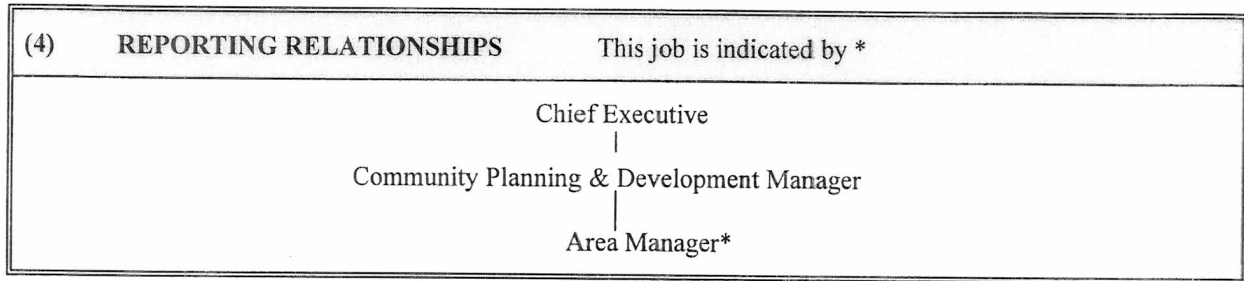 (4) REPORTING RELATIONSHIPS This job is indicated by *
Chief Executive
Community Planning & Development Manager
Area Manager*